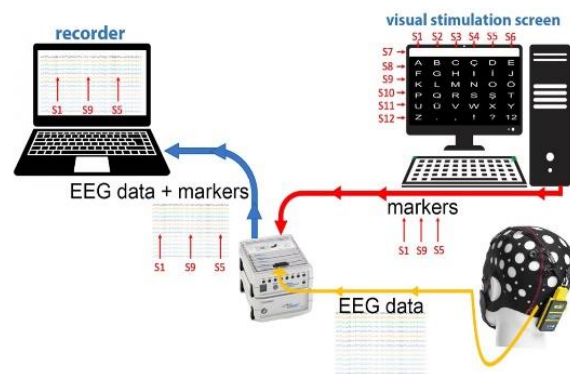 recorder
visual stimulation screen
S1 S2 S3 S4 S5 S6
S7
S8 A B C Ç D E
F G H I İ J
S9 K L M N O Ö
S10 P Q R S Ş T
S11 U Ü V W X Y
S12 Z . , ! ? 12
S1 S9 S5
EEG data + markers
S1 S9 S5
markers
S1 S9 S5
EEG data